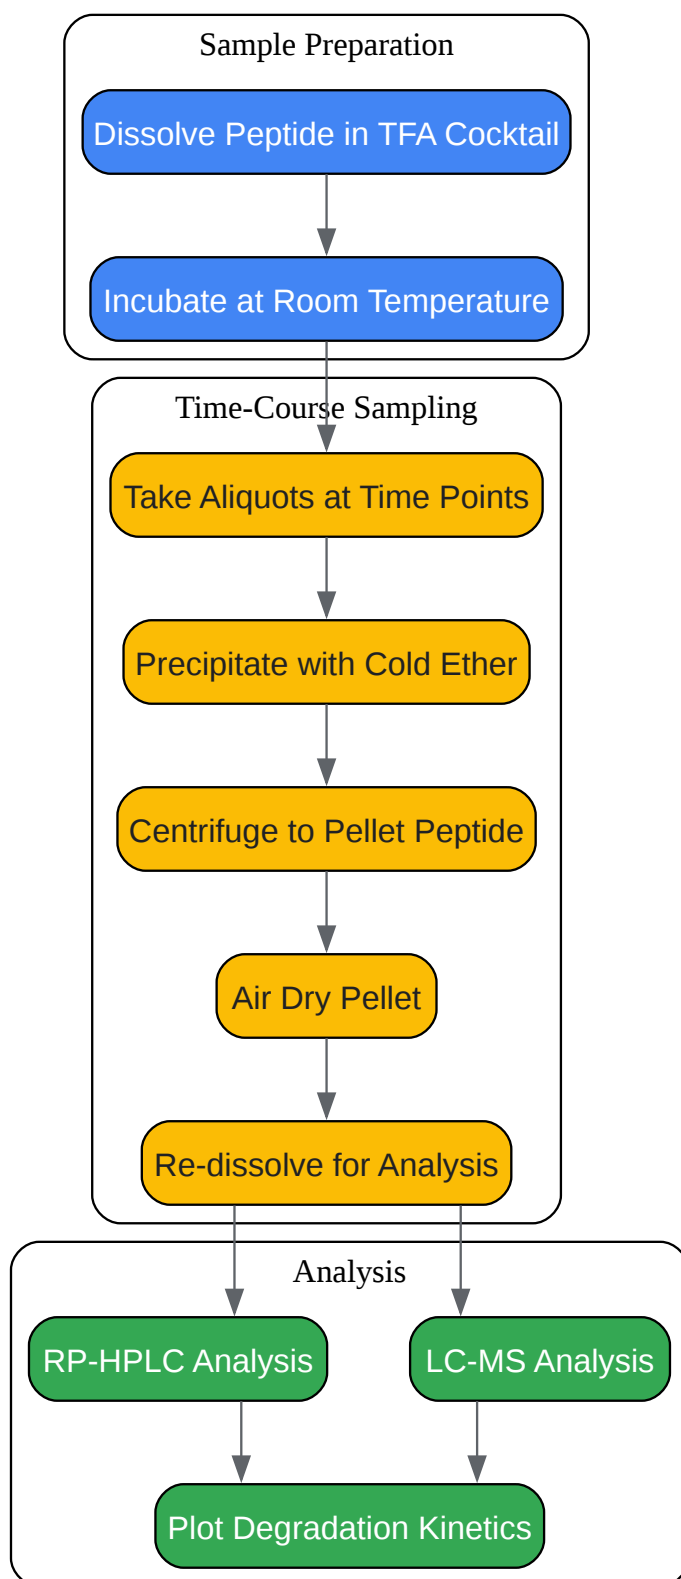 Sample Preparation
Dissolve Peptide in TFA Cocktail
Incubate at Room Temperature
Time-Course Sampling
Take Aliquots at Time Points
Precipitate with Cold Ether
Centrifuge to Pellet Peptide
Air Dry Pellet
Re-dissolve for Analysis
Analysis
RP-HPLC Analysis
LC-MS Analysis
Plot Degradation Kinetics